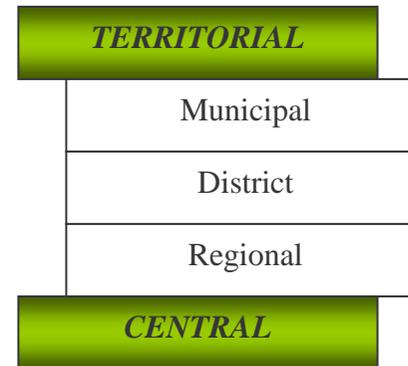 TERRITORIAL
Municipal
District
Regional
CENTRAL